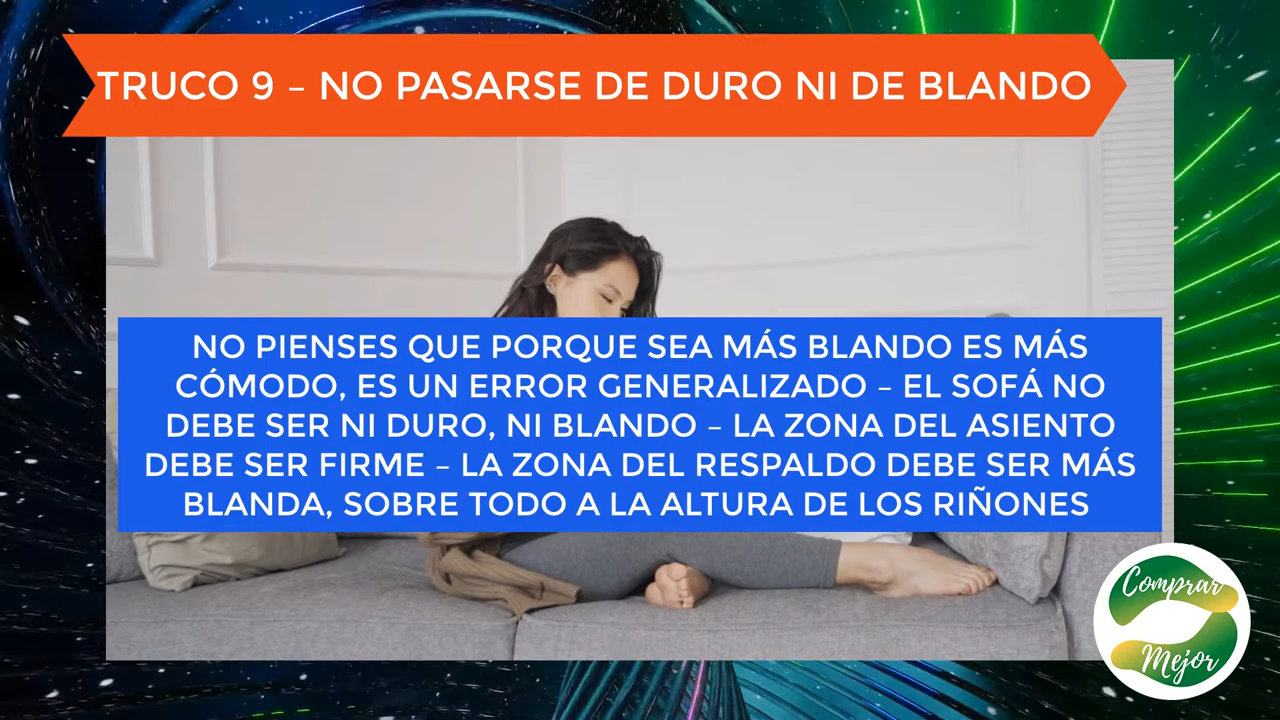 TRUCO 9 – NO PASARSE DE DURO NI DE BLANDO
NO PIENSES QUE PORQUE SEA MÁS BLANDO ES MÁS
CÓMODO, ES UN ERROR GENERALIZADO – EL SOFÁ NO
DEBE SER NI DURO, NI BLANDO – LA ZONA DEL ASIENTO
DEBE SER FIRME – LA ZONA DEL RESPALDO DEBE SER MÁS
BLANDA, SOBRE TODO A LA ALTURA DE LOS RIÑONES
Comprar
Mejor